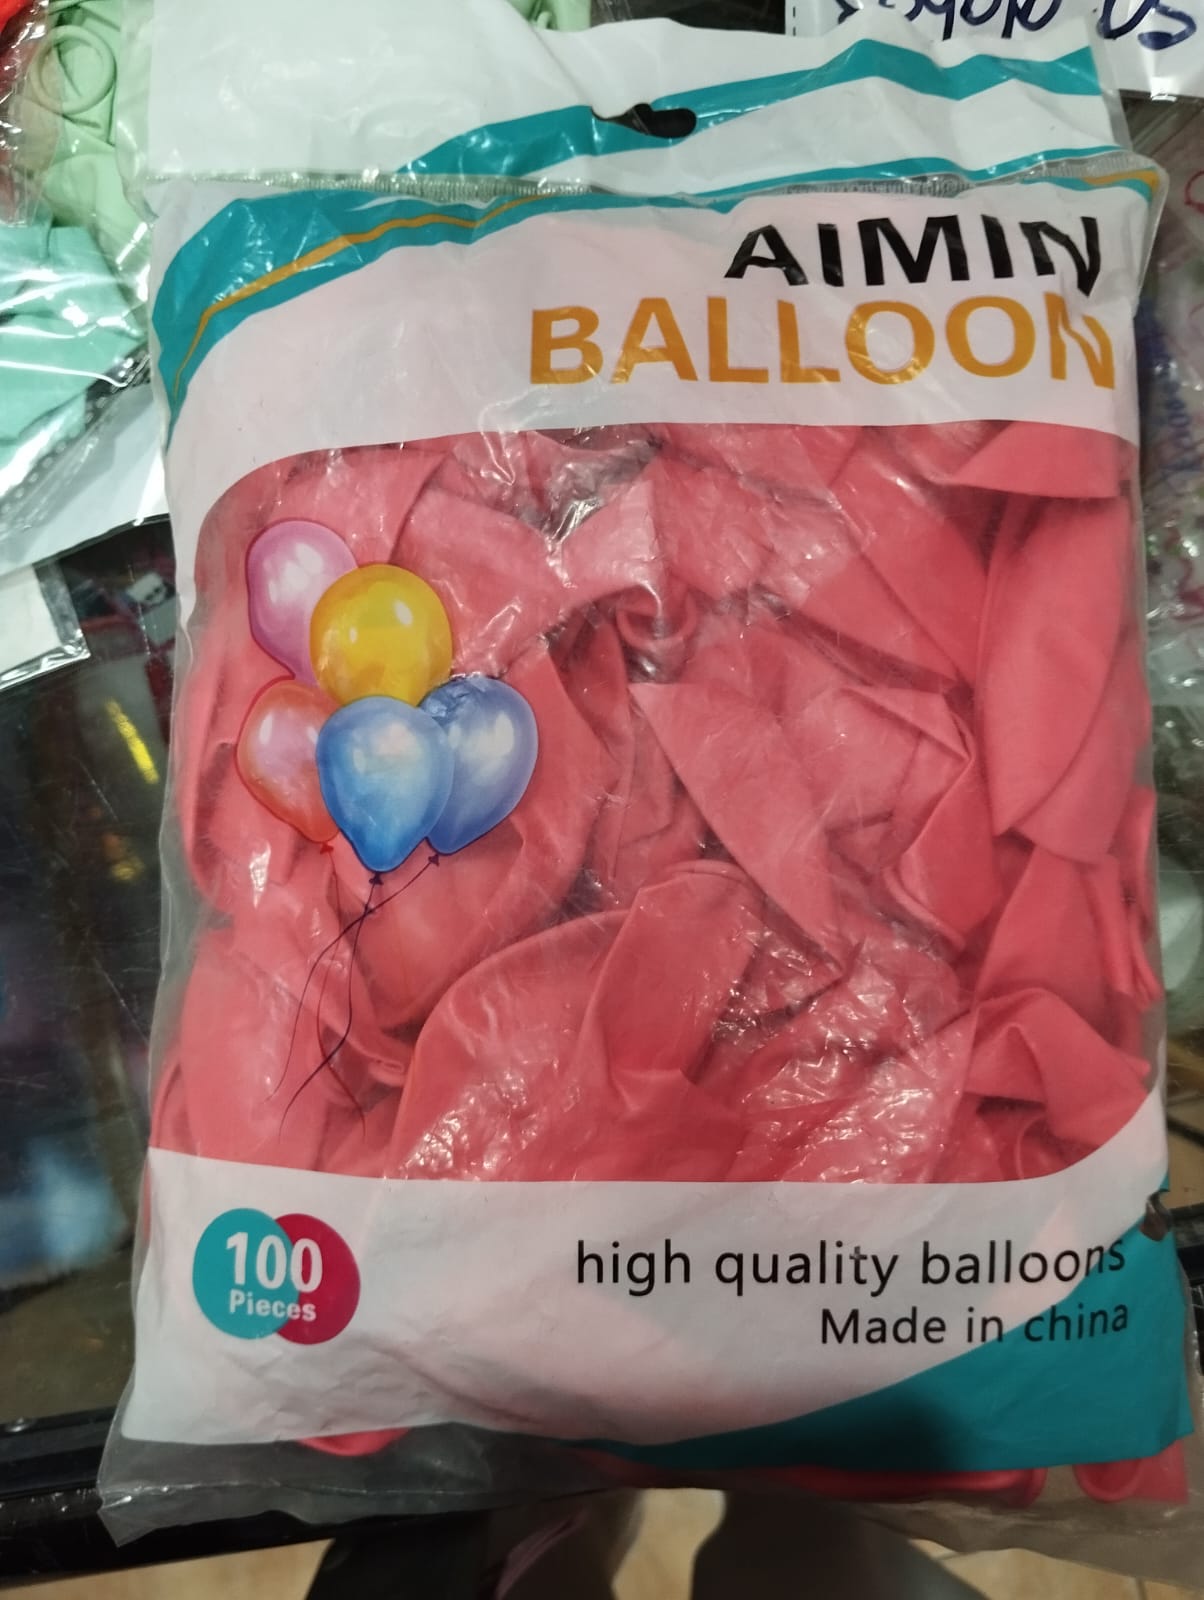 AIMIN
BALLOON
100
Pieces
high quality balloons
Made in china